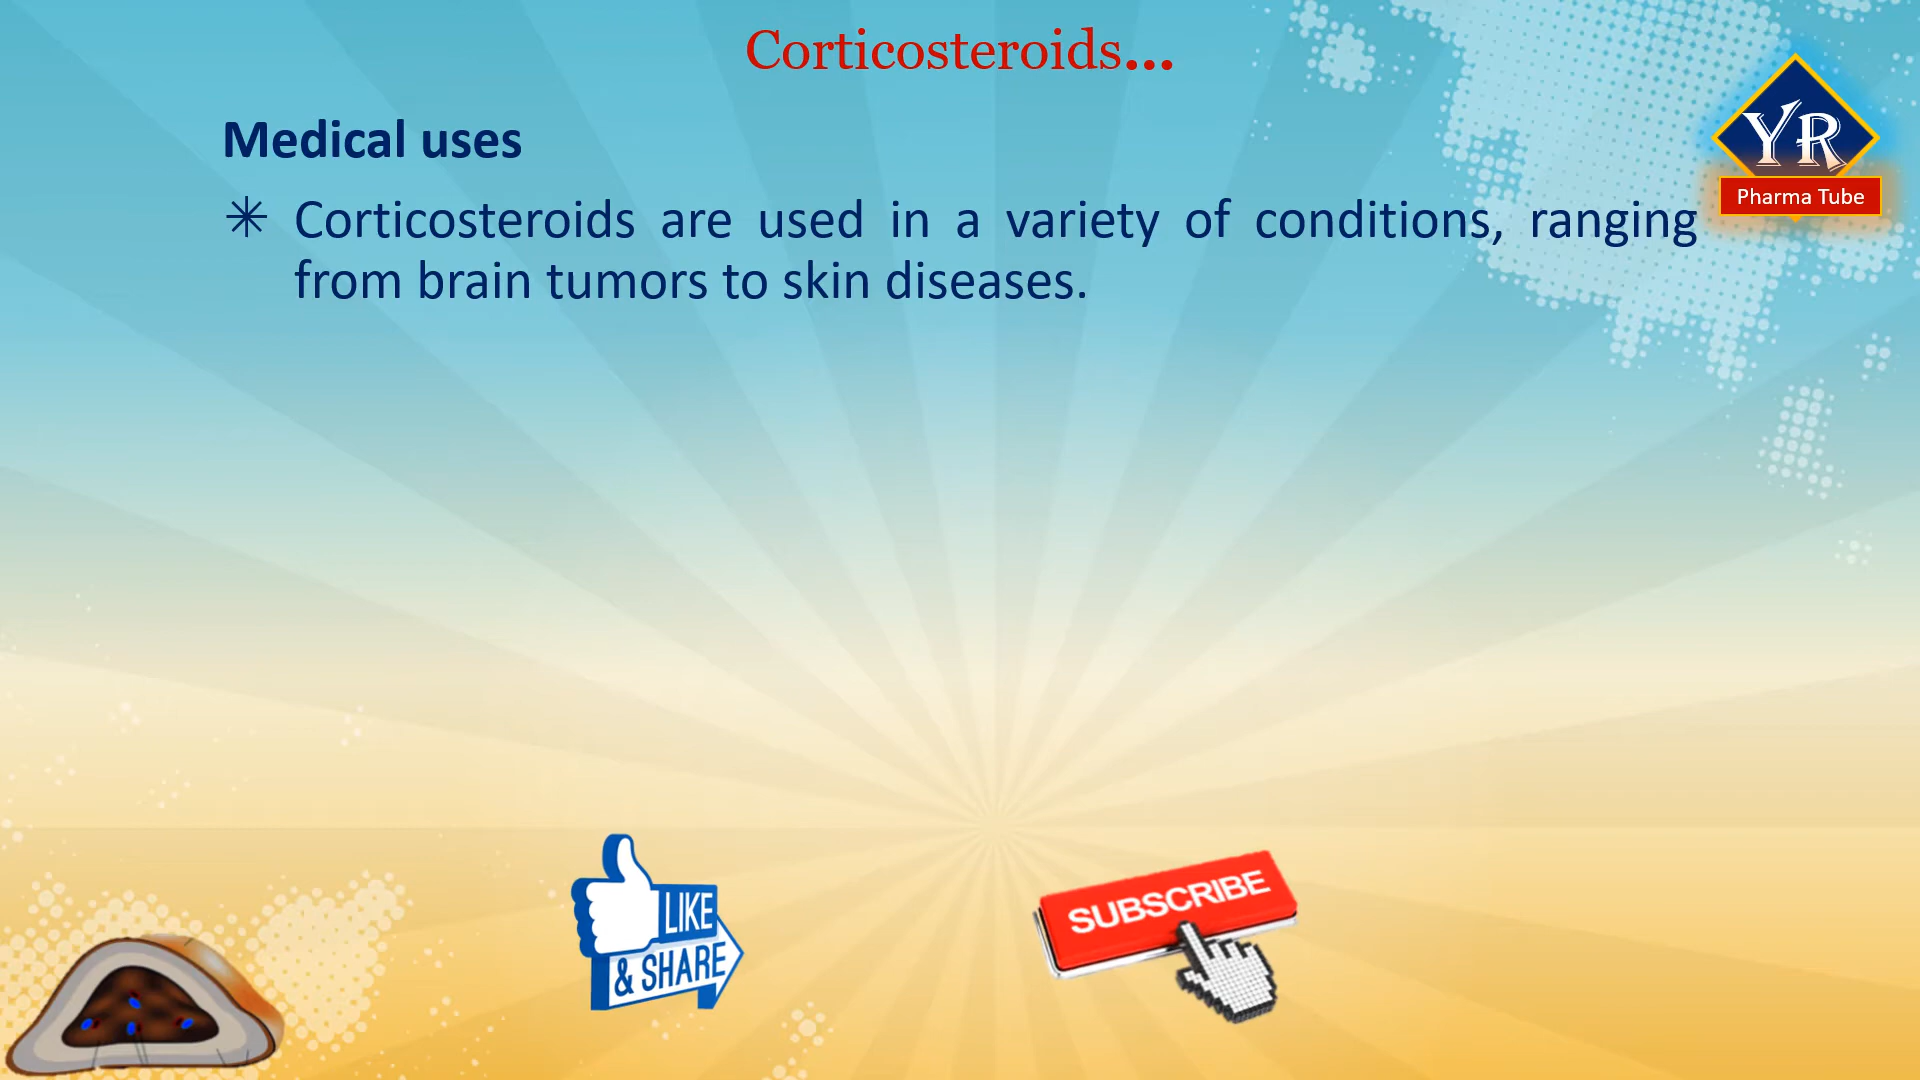 Corticosteroids...
YR
Pharma Tube
Medical uses
✳ Corticosteroids are used in a variety of conditions, ranging
from brain tumors to skin diseases.
LIKE
& SHARE
SUBSCRIBE